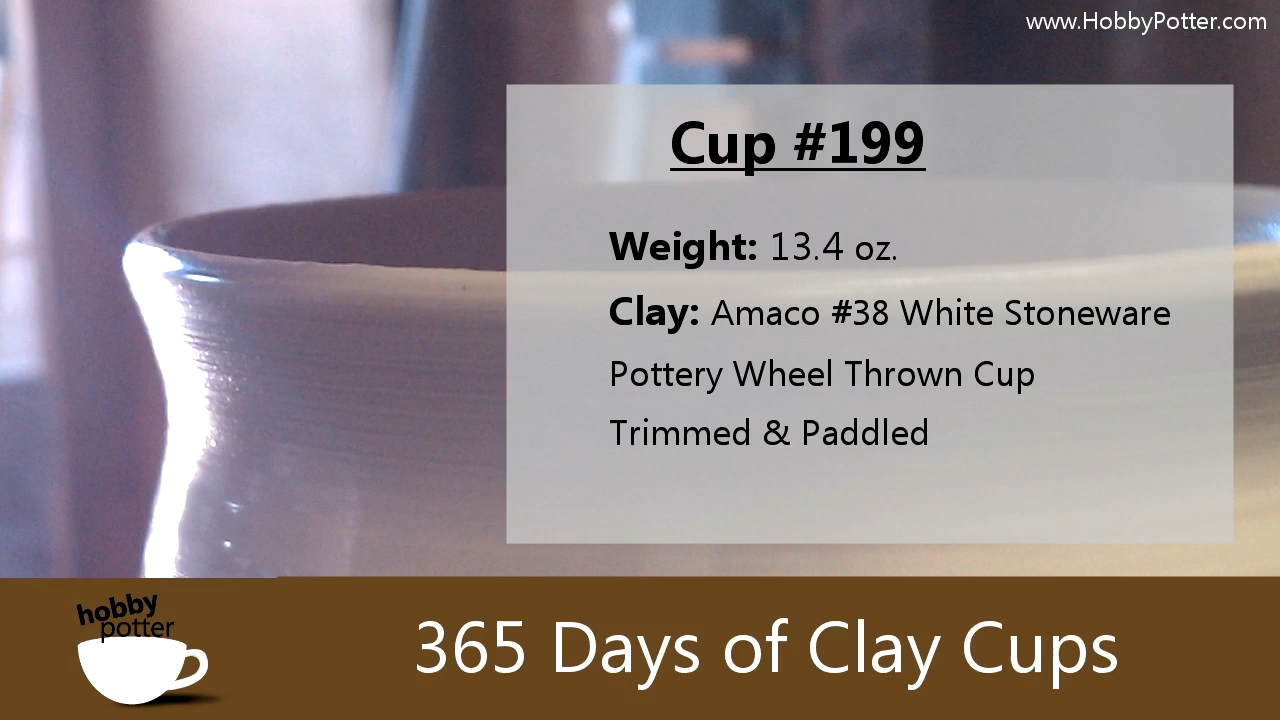 www.HobbyPotter.com
Cup #199
Weight: 13.4 oz.
Clay: Amaco #38 White Stoneware
Pottery Wheel Thrown Cup
Trimmed & Paddled
hobby
potter
365 Days of Clay Cups